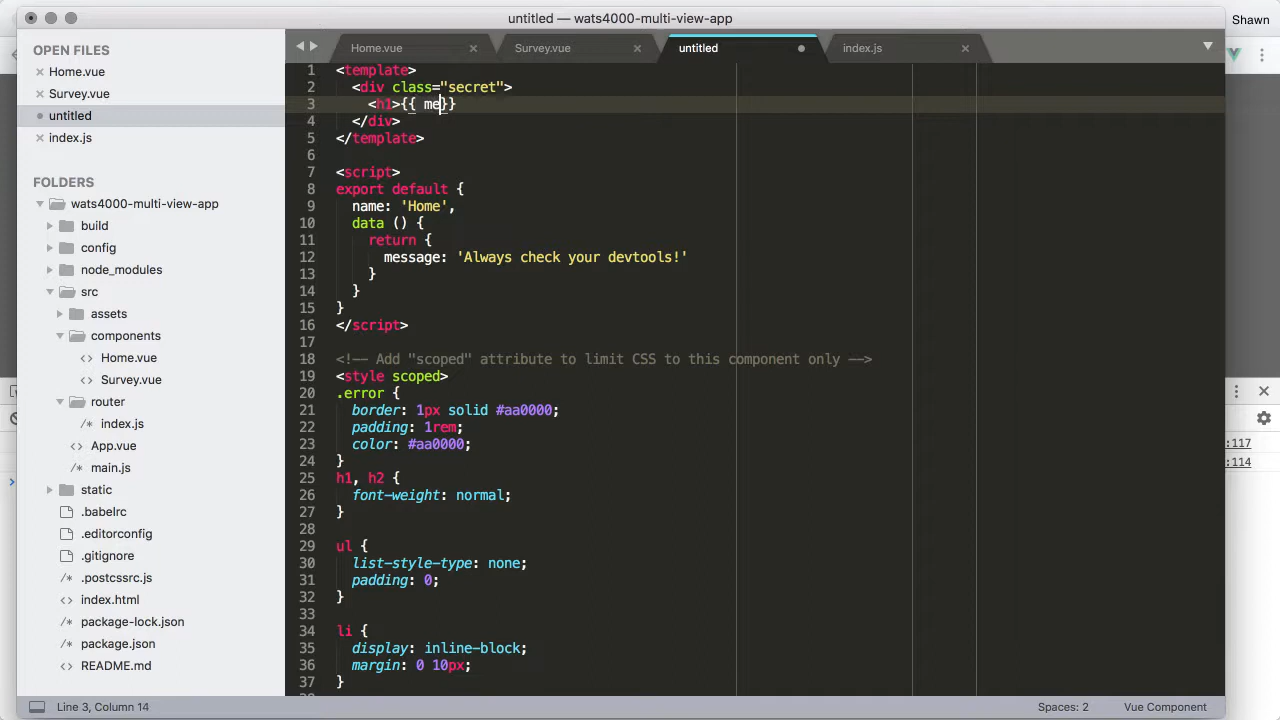 untitled — wats4000-multi-view-app
Shawn
OPEN FILES
Home.vue
Survey.vue
untitled
index.js
FOLDERS
wats4000-multi-view-app
build
config
node_modules
src
assets
components
Home.vue
Survey.vue
router
index.js
App.vue
main.js
static
.babelrc
.editorconfig
.gitignore
.postcssrc.js
index.html
package-lock.json
package.json
README.md
Home.vue
Survey.vue
untitled
index.js
1 <template>
2 <div class="secret">
3 <h1>{{ me}}
4 </div>
5 </template>
6
7 <script>
8 export default {
9 name: 'Home',
10 data () {
11 return {
12 message: 'Always check your devtools!'
13 }
14 }
15 }
16 </script>
17
18 <!-- Add "scoped" attribute to limit CSS to this component only -->
19 <style scoped>
20 .error {
21 border: 1px solid #aa0000;
22 padding: 1rem;
23 color: #aa0000;
24 }
25 h1, h2 {
26 font-weight: normal;
27 }
28
29 ul {
30 list-style-type: none;
31 padding: 0;
32 }
33
34 li {
35 display: inline-block;
36 margin: 0 10px;
37 }
:117
:114
Line 3, Column 14
Spaces: 2
Vue Component